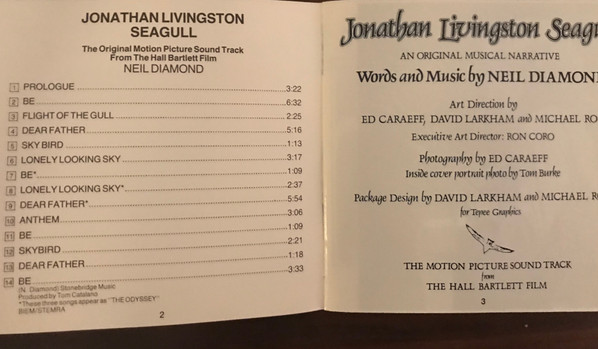 JONATHAN LIVINGSTON
SEAGULL
The Original Motion Picture Sound Track
From The Hall Bartlett Film
NEIL DIAMOND
1 PROLOGUE 3:22
2 BE 6:32
3 FLIGHT OF THE GULL 2:25
4 DEAR FATHER 5:16
5 SKY BIRD 1:13
6 LONELY LOOKING SKY 3:17
7 BE* 1:09
8 LONELY LOOKING SKY* 2:37
9 DEAR FATHER* 5:54
10 ANTHEM 3:06
11 BE 1:09
12 SKYBIRD 2:21
13 DEAR FATHER 1:18
14 BE 3:33
(N. Diamond) Stonebridge Music
Produced by Tom Catalano
*These three songs appear as "THE ODYSSEY"
BIEM/STEMRA
2
Jonathan Livingston Seagu
AN ORIGINAL MUSICAL NARRATIVE
Words and Music by NEIL DIAMOND
Art Direction by
ED CARAEFF, DAVID LARKHAM and MICHAEL RO
Executive Art Director: RON CORO
Photography by ED CARAEFF
Inside cover portrait photo by Tom Burke
Package Design by DAVID LARKHAM and MICHAEL R
for Tepee Graphics
THE MOTION PICTURE SOUND TRACK
from
THE HALL BARTLETT FILM
3